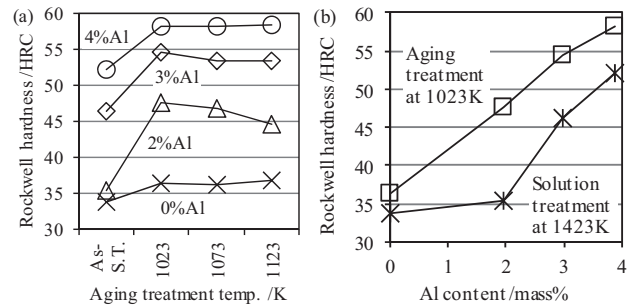 (a)
60
55
50
45
40
35
30
Rockwell hardness /HRC
4%Al
3%Al
2%Al
0%Al
As-
S.T.
1023
1073
1123
Aging treatment temp. /K
(b)
60
55
50
45
40
35
30
Rockwell hardness /HRC
Aging
treatment
at 1023K
Solution
treatment
at 1423K
0
1
2
3
4
Al content /mass%